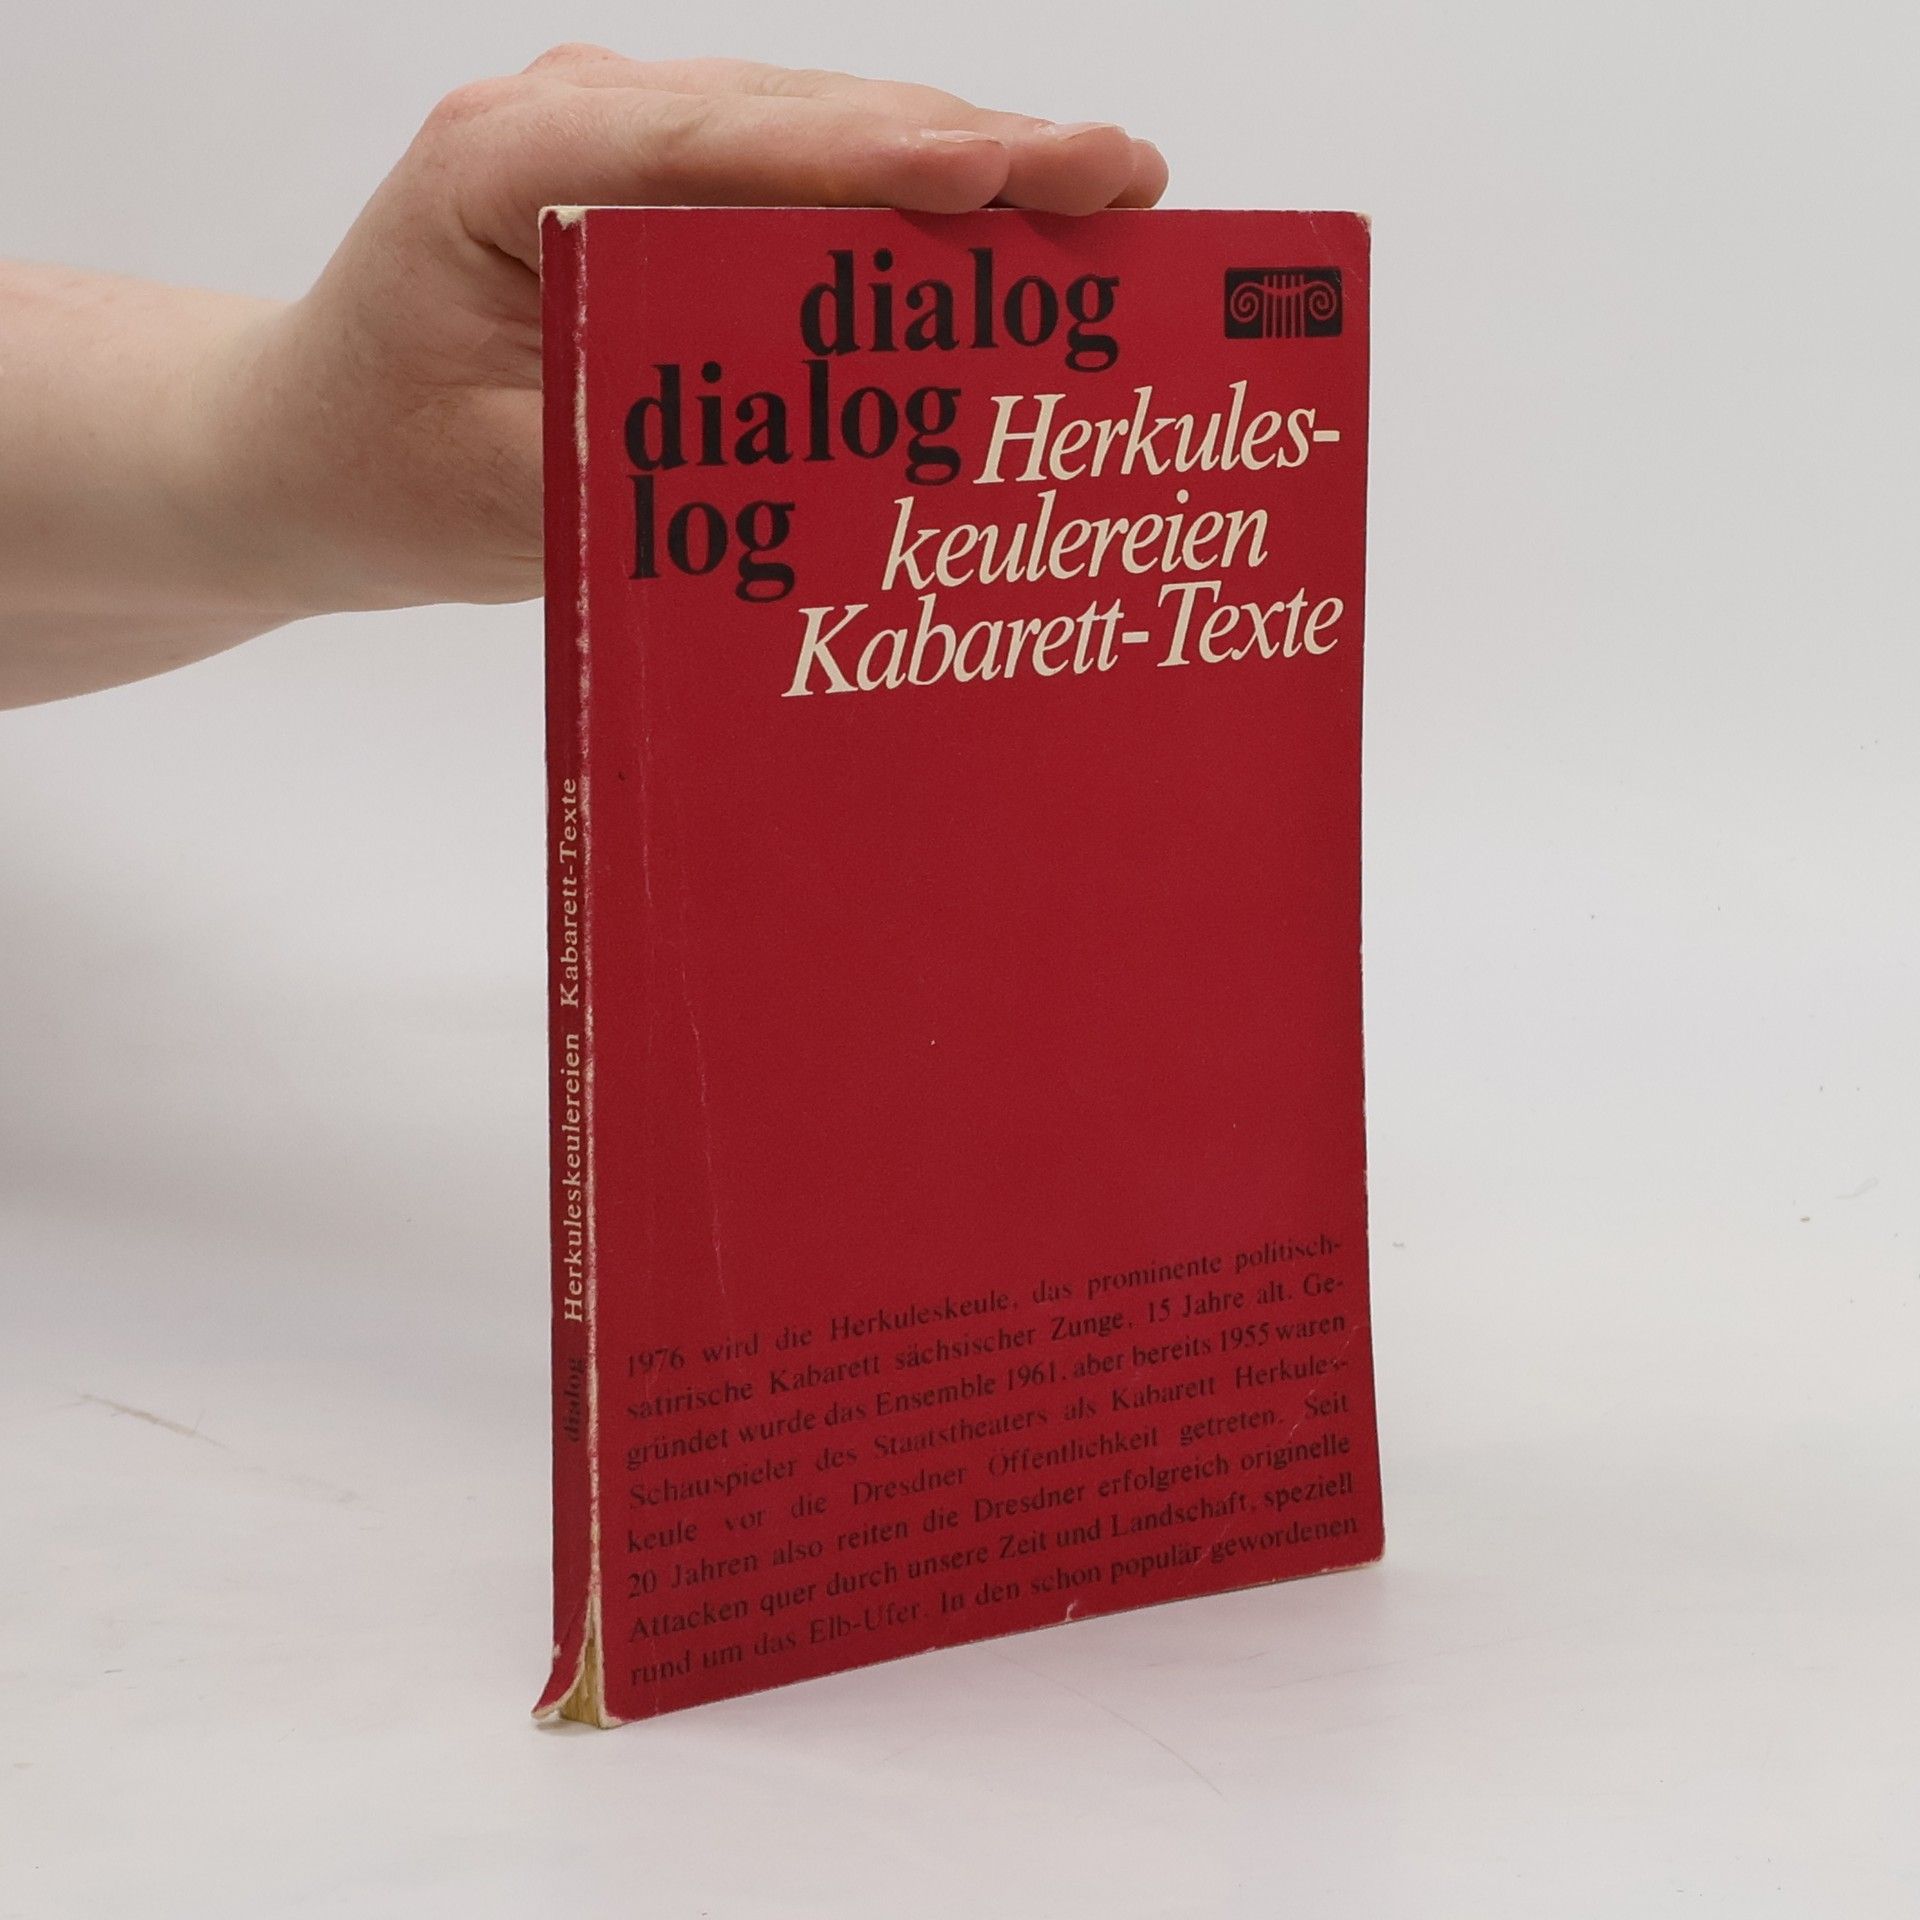 dialog
dialog
log
Herkules-
keulereien
Kabarett-Texte
1976 wird die Herkuleskeule, das prominente politisch-
satirische Kabarett sächsischer Zunge, 15 Jahre alt. Ge-
gründet wurde das Ensemble 1961, aber bereits 1955 waren
Schauspieler des Staatstheaters als Kabarett Herkules-
keule vor die Dresdner Öffentlichkeit getreten. Seit
20 Jahren also reiten die Dresdner erfolgreich originelle
Attacken quer durch unsere Zeit und Landschaft, speziell
rund um das Elb-Ufer. In den schon populär gewordenen
dialog Herkuleskeulereien Kabarett-Texte